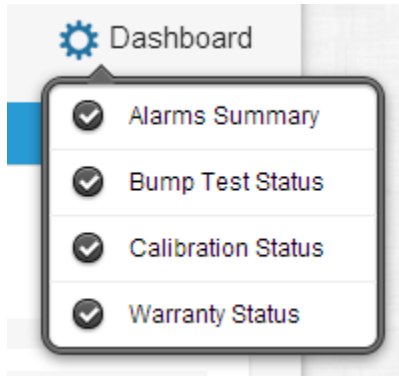 Dashboard
Alarms Summary
Bump Test Status
Calibration Status
Warranty Status